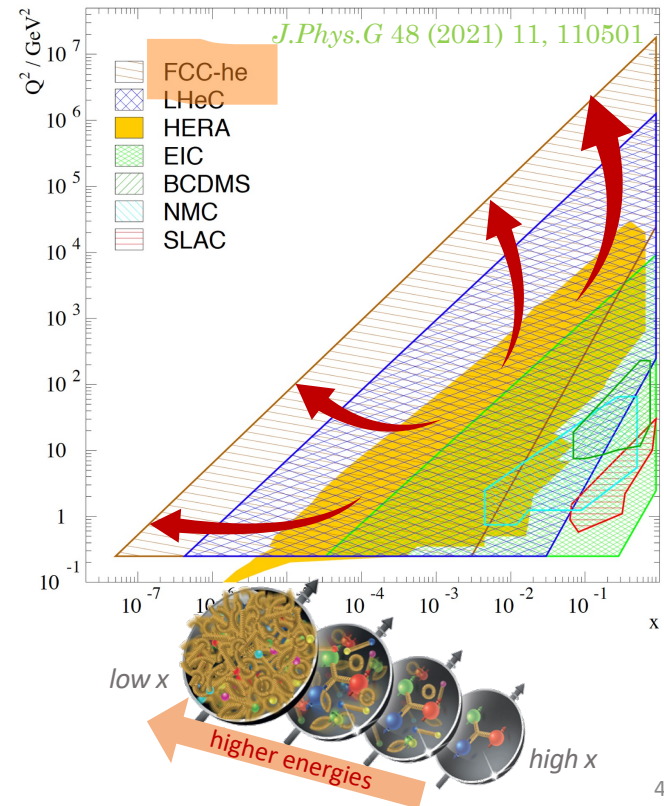 J.Phys.G 48 (2021) 11, 110501
Q² / GeV²
10⁷
10⁶
10⁵
10⁴
10³
10²
10
1
10⁻¹
FCC-he
LHeC
HERA
EIC
BCDMS
NMC
SLAC
10⁻⁷
10⁻⁴
10⁻³
10⁻²
10⁻¹
x
low x
higher energies
high x
4